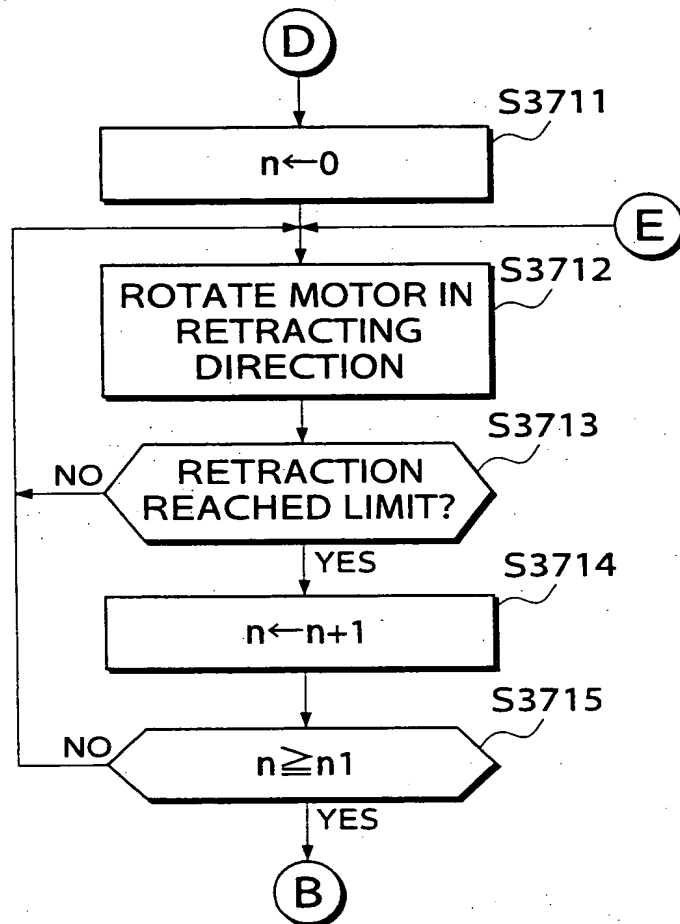 D
S3711
n←0
E
S3712
ROTATE MOTOR IN
RETRACTING
DIRECTION
S3713
NO
RETRACTION
REACHED LIMIT?
YES
S3714
n←n+1
S3715
NO
n≧n1
YES
B